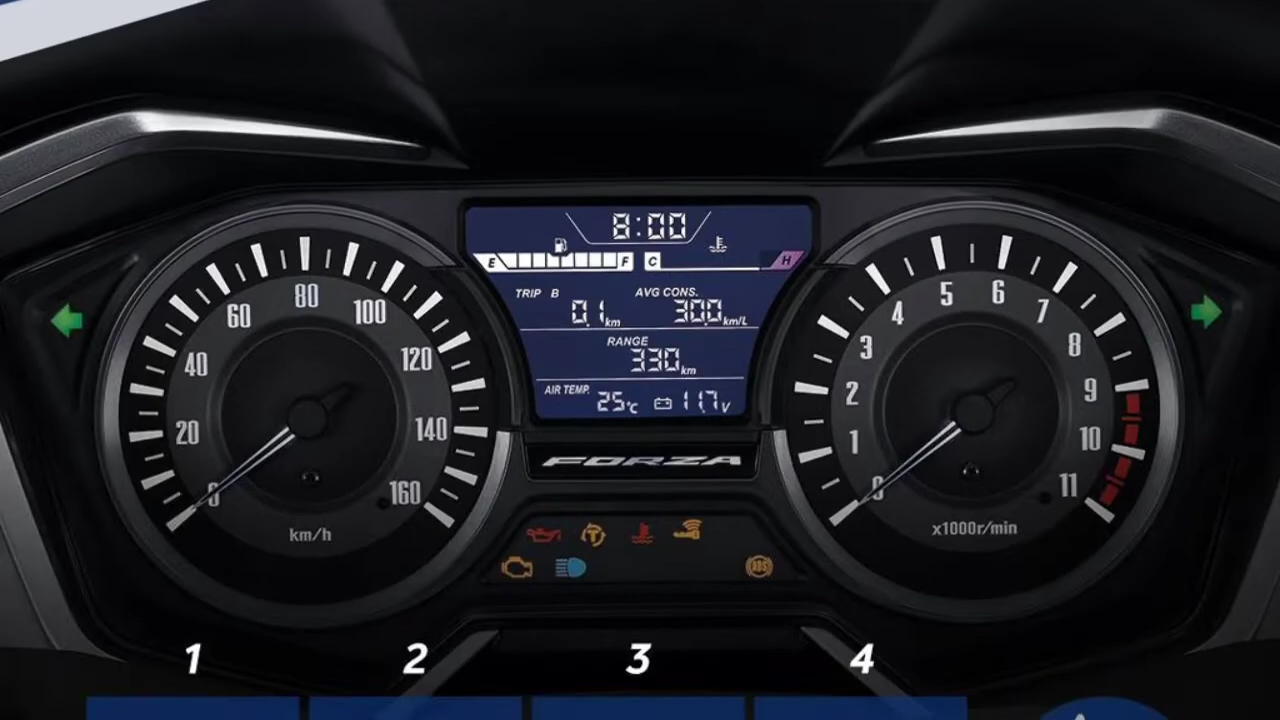 8:00
E F C H
TRIP B AVG CONS.
0.1 km 30.0 km/L
RANGE
330 km
AIR TEMP.
25°C 11.7 V
FORZA
0 20 40 60 80 100 120 140 160
km/h
0 1 2 3 4 5 6 7 8 9 10 11
x1000r/min
T
ABS
1 2 3 4